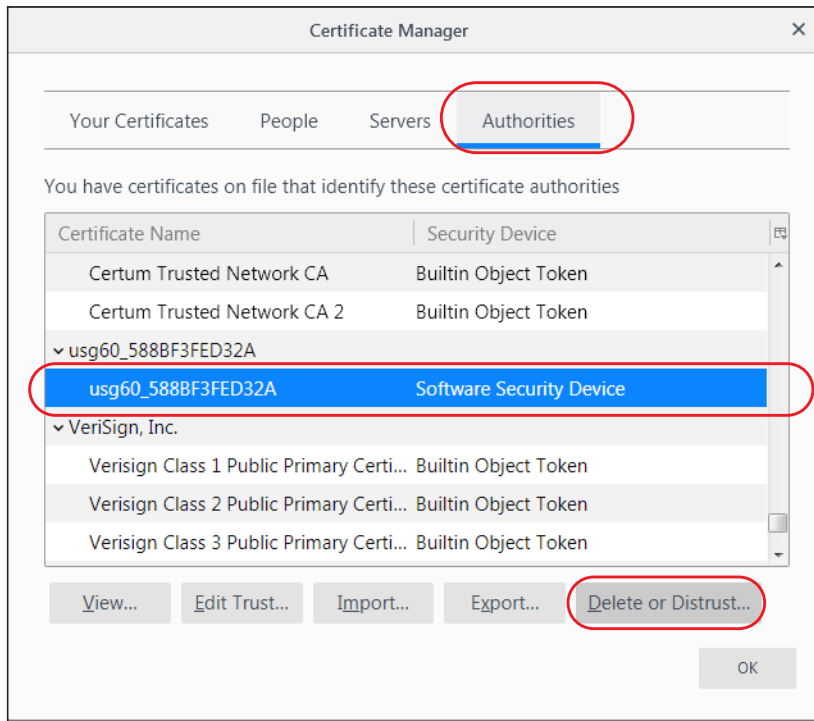 Certificate Manager
Your Certificates People Servers Authorities
You have certificates on file that identify these certificate authorities
Certificate Name Security Device
Certum Trusted Network CA Builtin Object Token
Certum Trusted Network CA 2 Builtin Object Token
usg60_588BF3FED32A
usg60_588BF3FED32A Software Security Device
VeriSign, Inc.
Verisign Class 1 Public Primary Certi... Builtin Object Token
Verisign Class 2 Public Primary Certi... Builtin Object Token
Verisign Class 3 Public Primary Certi... Builtin Object Token
View... Edit Trust... Import... Export... Delete or Distrust...
OK